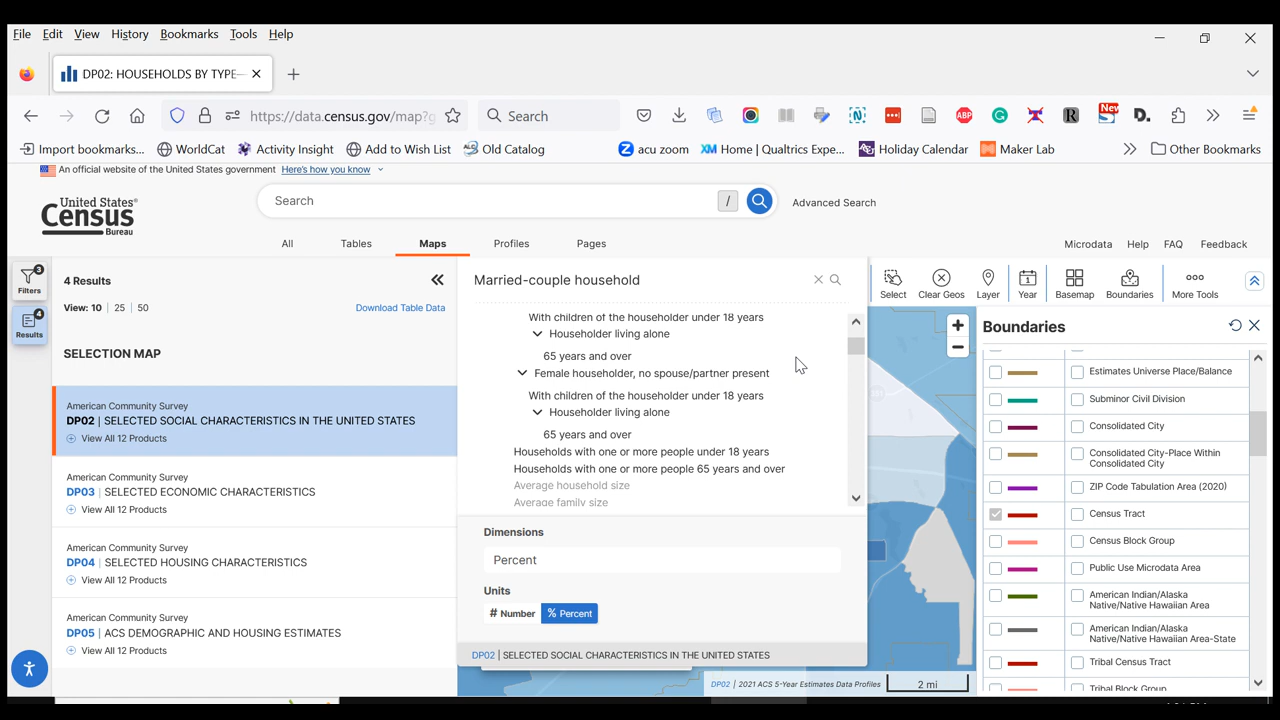 File Edit View History Bookmarks Tools Help
DP02: HOUSEHOLDS BY TYPE—
https://data.census.gov/map?g
Search
New
Import bookmarks...
WorldCat
Activity Insight
Add to Wish List
Old Catalog
acu zoom
XM Home | Qualtrics Expe...
Holiday Calendar
Maker Lab
Other Bookmarks
An official website of the United States government Here's how you know
United States®
Census
Bureau
Search
/
Advanced Search
All Tables Maps Profiles Pages
Microdata Help FAQ Feedback
3
Filters
4
Results
4 Results
View: 10 | 25 | 50
Download Table Data
SELECTION MAP
American Community Survey
DP02 | SELECTED SOCIAL CHARACTERISTICS IN THE UNITED STATES
View All 12 Products
American Community Survey
DP03 | SELECTED ECONOMIC CHARACTERISTICS
View All 12 Products
American Community Survey
DP04 | SELECTED HOUSING CHARACTERISTICS
View All 12 Products
American Community Survey
DP05 | ACS DEMOGRAPHIC AND HOUSING ESTIMATES
View All 12 Products
Married-couple household
With children of the householder under 18 years
Householder living alone
65 years and over
Female householder, no spouse/partner present
With children of the householder under 18 years
Householder living alone
65 years and over
Households with one or more people under 18 years
Households with one or more people 65 years and over
Average household size
Average family size
Dimensions
Percent
Units
# Number % Percent
DP02 | SELECTED SOCIAL CHARACTERISTICS IN THE UNITED STATES
Select
Clear Geos
Layer
1
Year
Basemap
Boundaries
More Tools
DP02 | 2021 ACS 5-Year Estimates Data Profiles
2 mi
Boundaries
Estimates Universe Place/Balance
Subminor Civil Division
Consolidated City
Consolidated City-Place Within
Consolidated City
ZIP Code Tabulation Area (2020)
Census Tract
Census Block Group
Public Use Microdata Area
American Indian/Alaska
Native/Native Hawaiian Area
American Indian/Alaska
Native/Native Hawaiian Area-State
Tribal Census Tract
Tribal Block Group